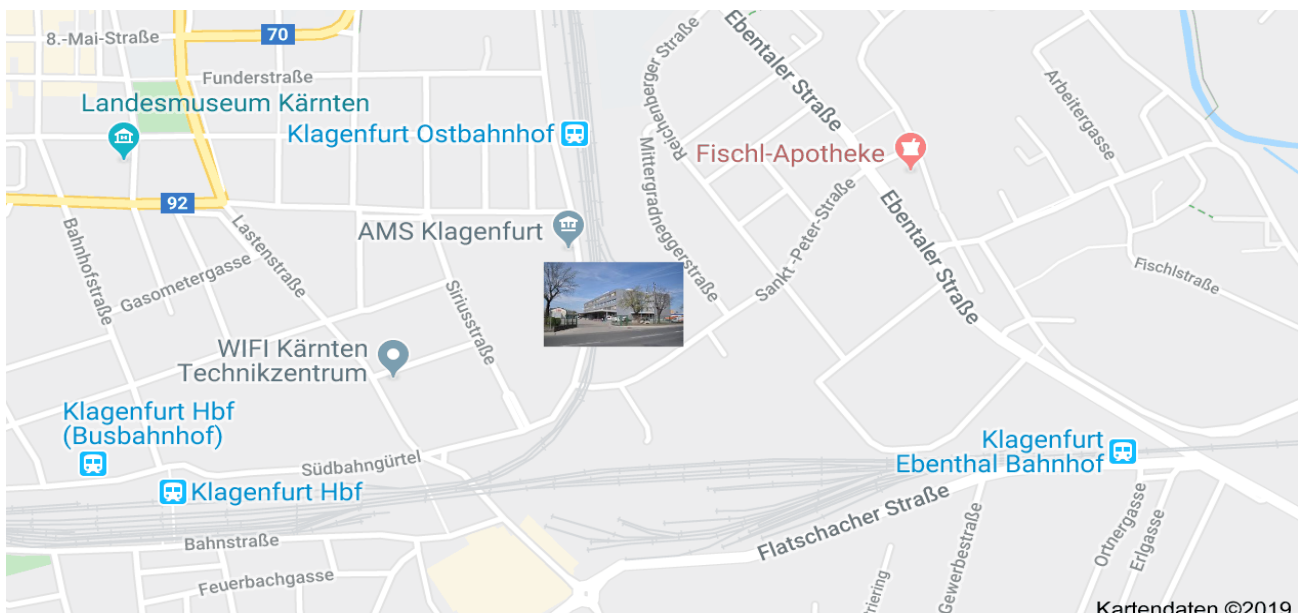 8.-Mai-Straße
70
Funderstraße
Landesmuseum Kärnten
Klagenfurt Ostbahnhof
Ebentaler Straße
Reichenberger Straße
Mittergradneggerstraße
Fischl-Apotheke
Arbeitergasse
92
AMS Klagenfurt
Bahnhofstraße
Lastenstraße
Gasometergasse
Siriusstraße
Sankt-Peter-Straße
Ebentaler Straße
Fischlstraße
WIFI Kärnten
Technikzentrum
Klagenfurt Hbf
(Busbahnhof)
Südbahngürtel
Klagenfurt Hbf
Klagenfurt
Ebenthal Bahnhof
Bahnstraße
Feuerbachgasse
Flatschacher Straße
Gewerbestraße
Ortnergasse
Erlgasse
Kartendaten ©2019